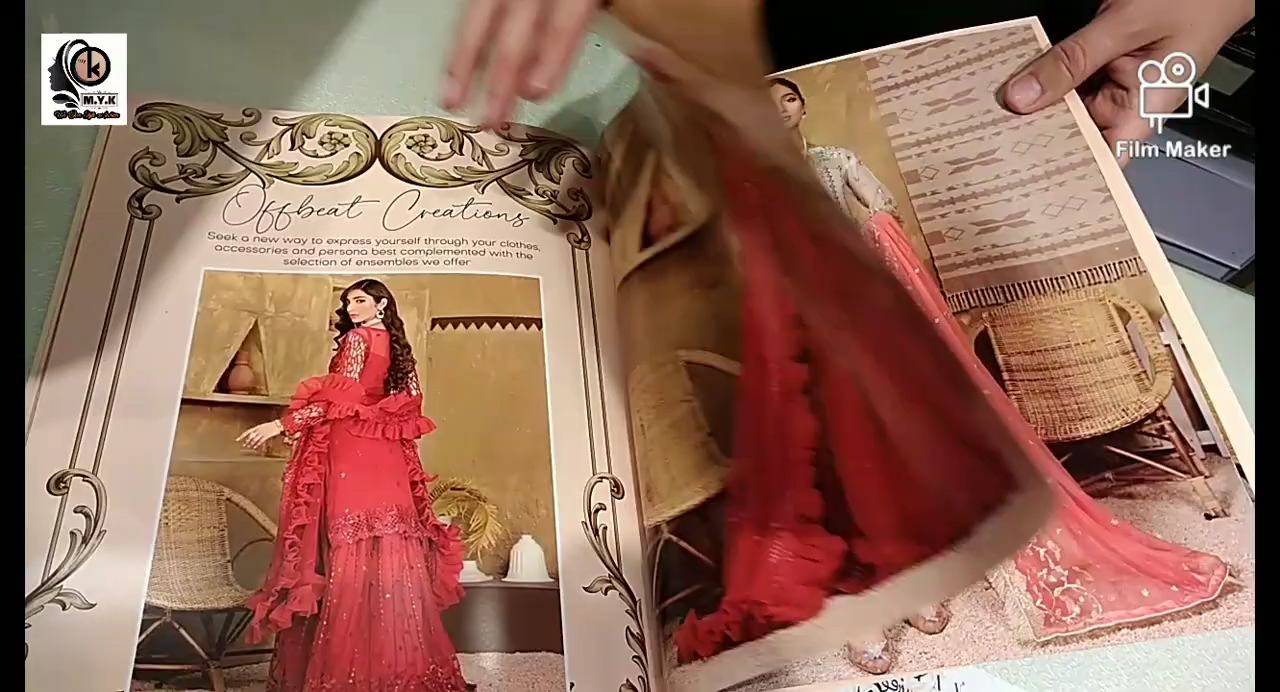 k
M.Y.K
Film Maker
Offbeat Creations
Seek a new way to express yourself through your clothes,
accessories and persona best complemented with the
selection of ensembles we offer